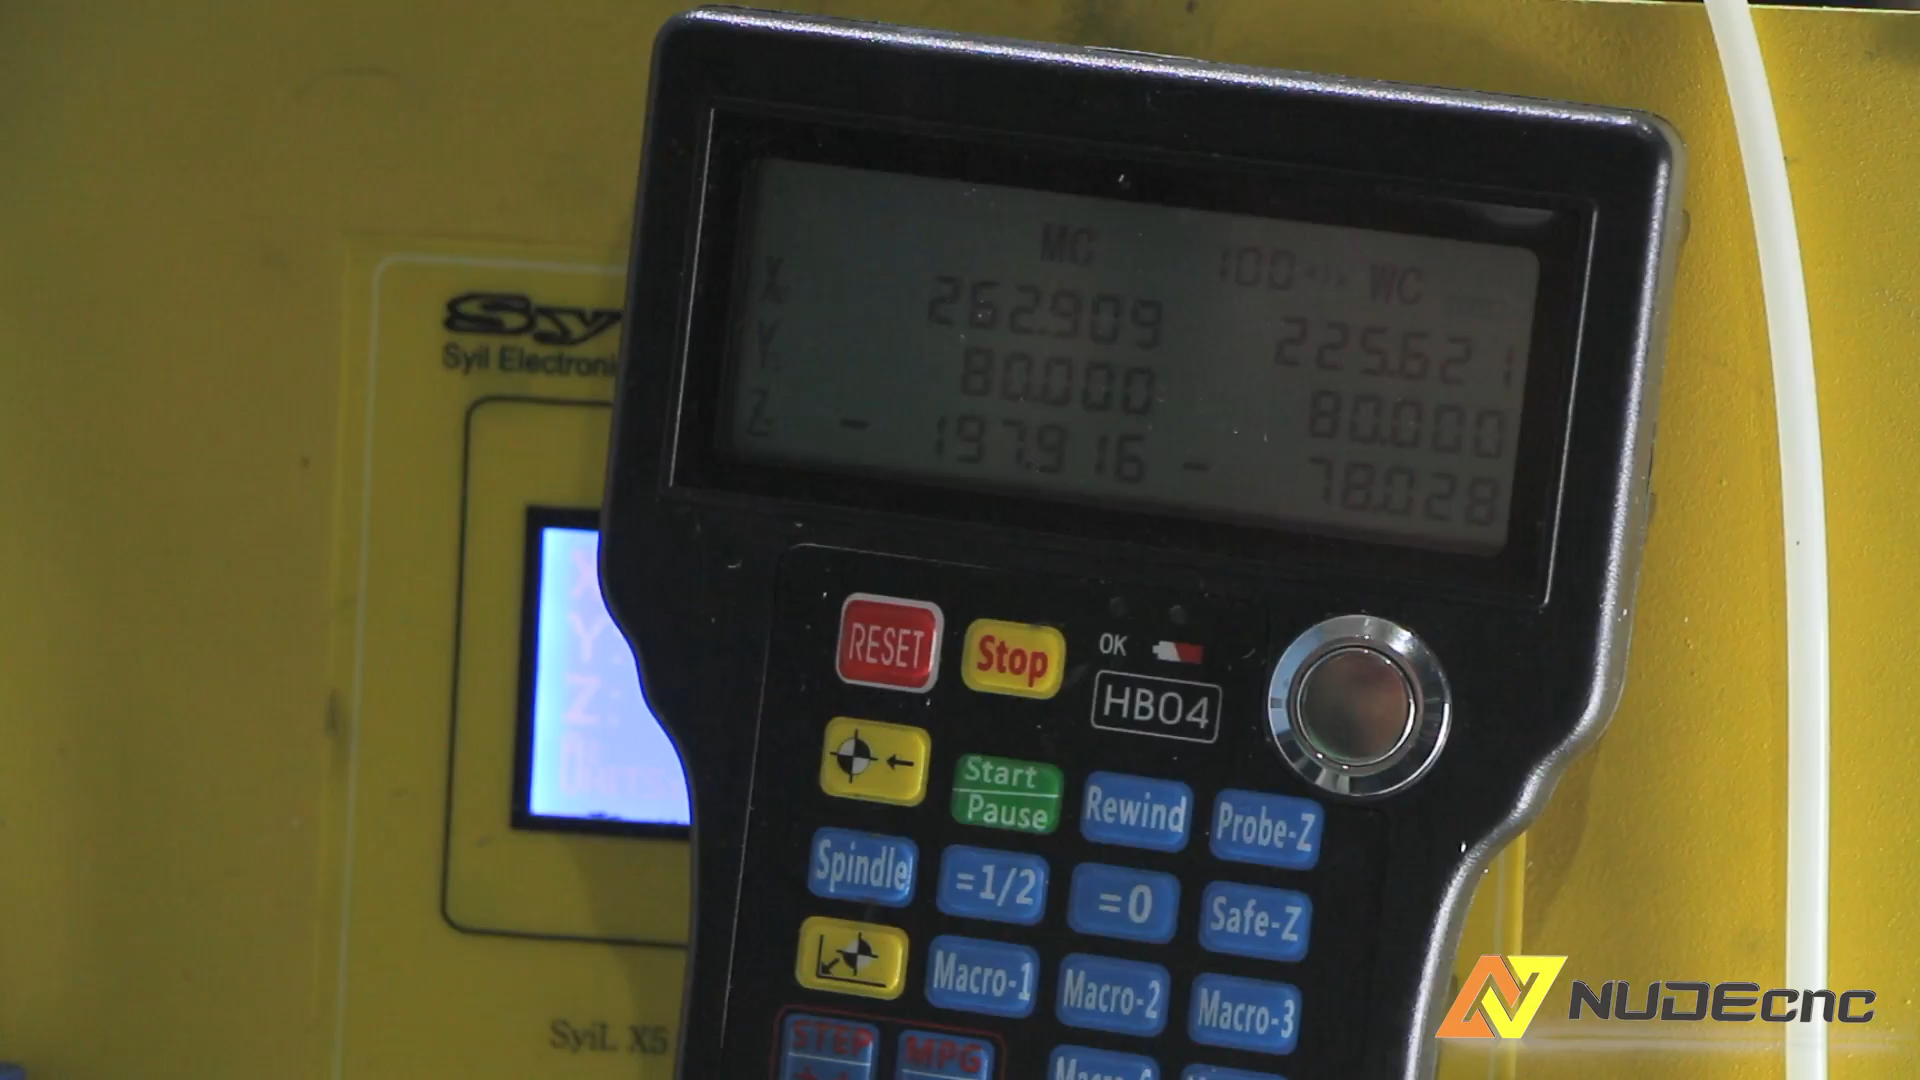 MC 100 WC
X: 262.909 225.621
Y: 80.000 80.000
Z: - 197.916 - 78.028
Sy
Syil Electroni
X
Y:
Z:
UNITS:
RESET
Stop
OK
HB04
Start
Pause
Rewind
Probe-Z
Spindle
=1/2
=0
Safe-Z
Macro-1
Macro-2
Macro-3
STEP
MPG
SyiL X5
NUDEcnc